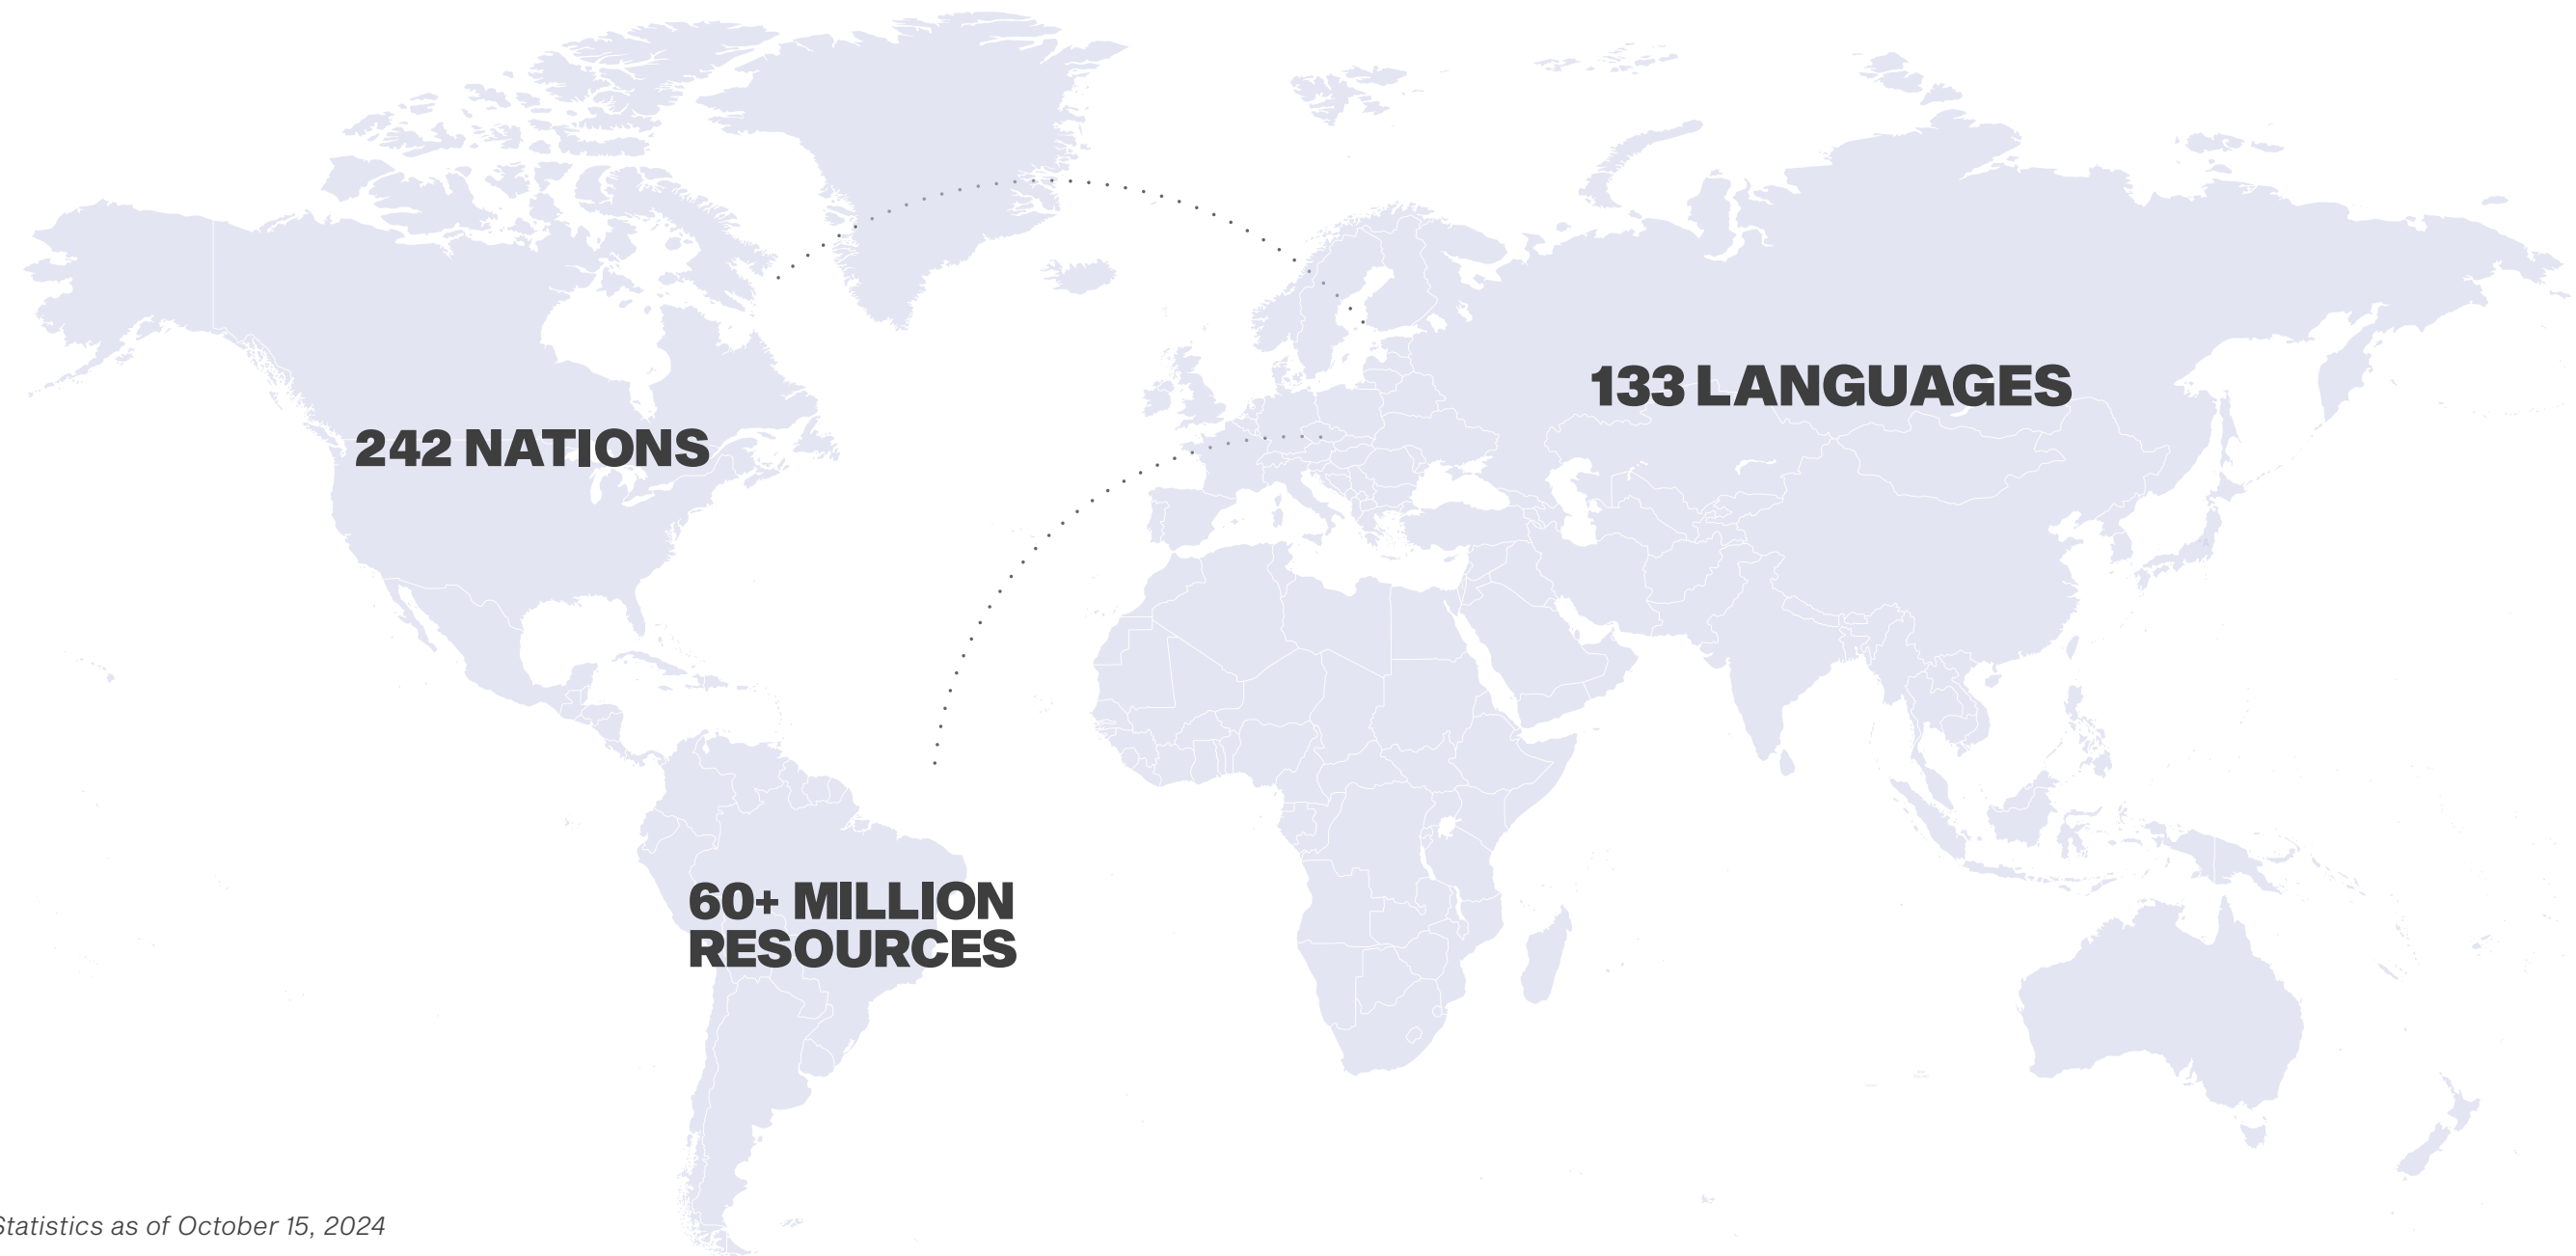 133 LANGUAGES
242 NATIONS
60+ MILLION
RESOURCES
Statistics as of October 15, 2024